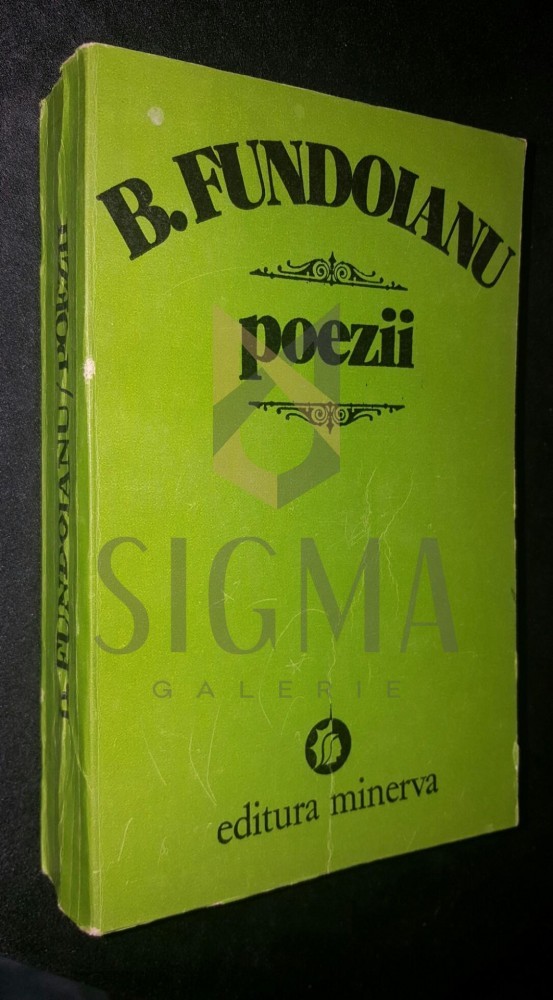 B. FUNDOIANU
poezii
SIGMA
GALERIE
editura minerva
B. FUNDOIANU / POEZII